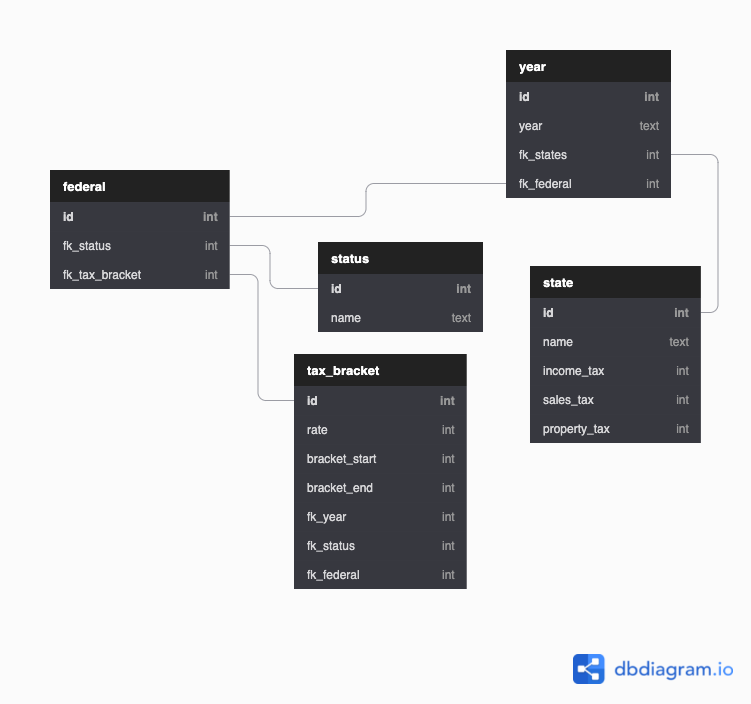 year
id int
year text
fk_states int
fk_federal int
federal
id int
fk_status int
fk_tax_bracket int
status
id int
name text
state
id int
name text
income_tax int
sales_tax int
property_tax int
tax_bracket
id int
rate int
bracket_start int
bracket_end int
fk_year int
fk_status int
fk_federal int
dbdiagram.io